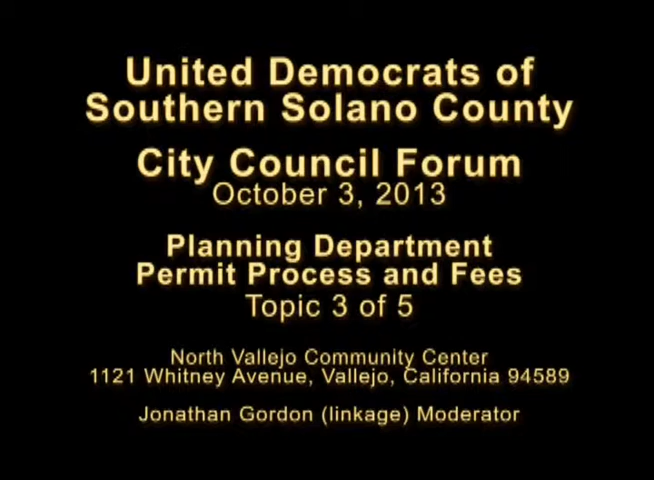 United Democrats of
Southern Solano County
City Council Forum
October 3, 2013
Planning Department
Permit Process and Fees
Topic 3 of 5
North Vallejo Community Center
1121 Whitney Avenue, Vallejo, California 94589
Jonathan Gordon (linkage) Moderator